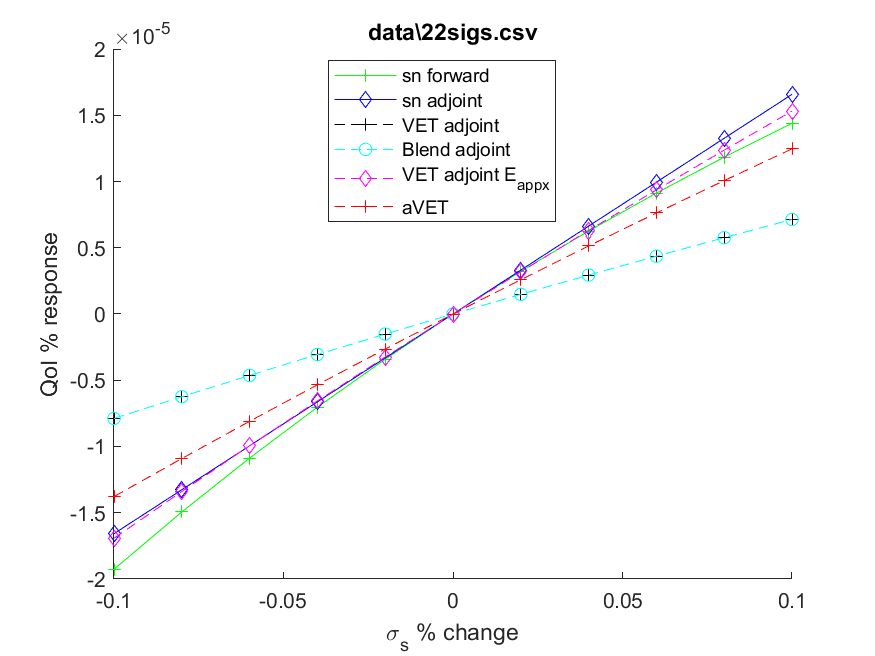 data\22sigs.csv
×10^-5
sn forward
sn adjoint
VET adjoint
Blend adjoint
VET adjoint E_appx
aVET
2
1.5
1
0.5
0
-0.5
-1
-1.5
-2
QoI % response
-0.1 -0.05 0 0.05 0.1
σ_s % change